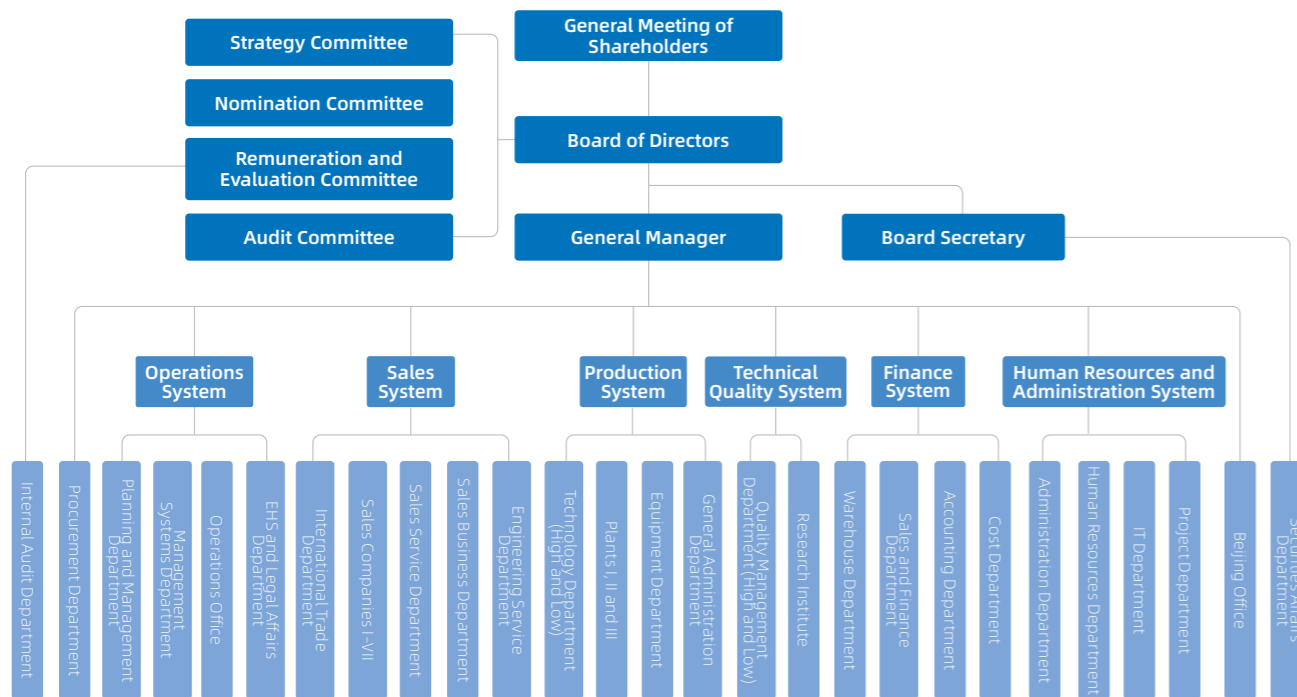 Strategy Committee
General Meeting of
Shareholders
Nomination Committee
Board of Directors
Remuneration and
Evaluation Committee
Audit Committee
General Manager
Board Secretary
Operations
System
Sales
System
Production
System
Technical
Quality System
Finance
System
Human Resources and
Administration System
Internal Audit Department
Procurement Department
Planning and Management
Department
Management
Systems Department
Operations Office
EHS and Legal Affairs
Department
International Trade
Department
Sales Companies I -VII
Sales Service Department
Sales Business Department
Engineering Service
Department
Technology Department
(High and Low)
Plants I, II and III
Equipment Department
General Administration
Department
Quality Management
Department (High and Low)
Research Institute
Warehouse Department
Sales and Finance
Department
Accounting Department
Cost Department
Administration Department
Human Resources Department
IT Department
Project Department
Beijing Office
Securities Affairs
Department